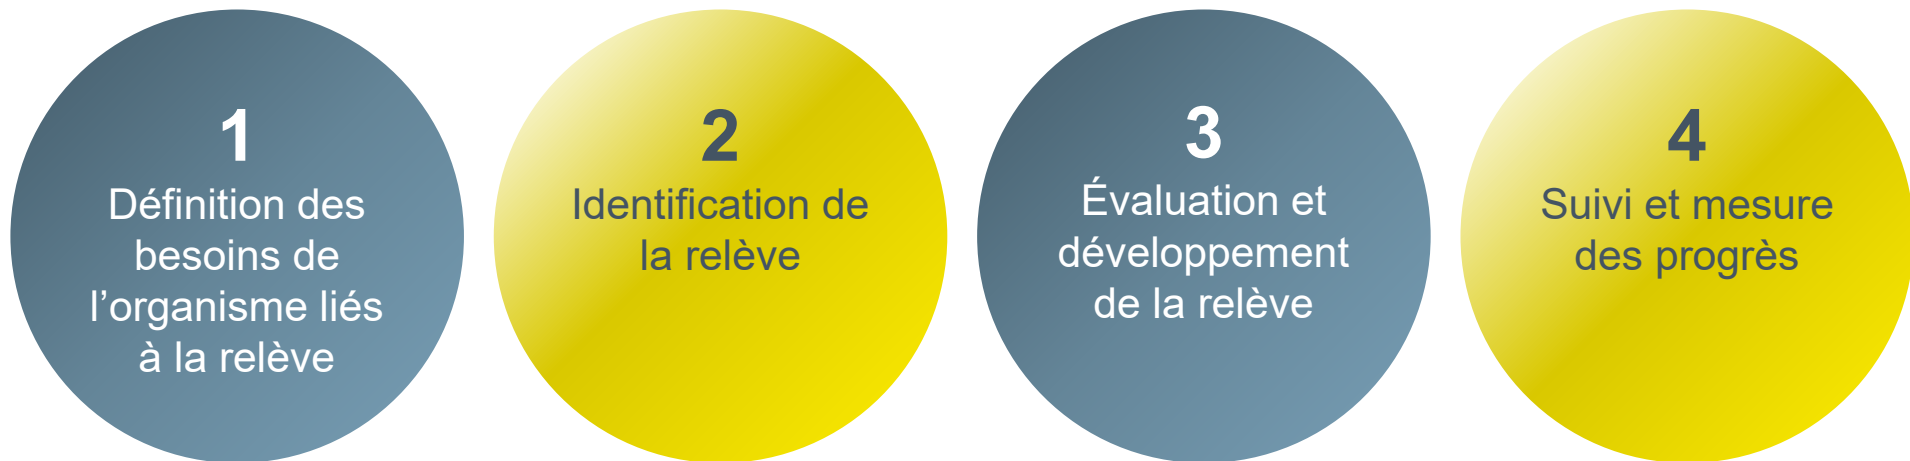 1
Définition des
besoins de
l’organisme liés
à la relève
2
Identification de
la relève
3
Évaluation et
développement
de la relève
4
Suivi et mesure
des progrès